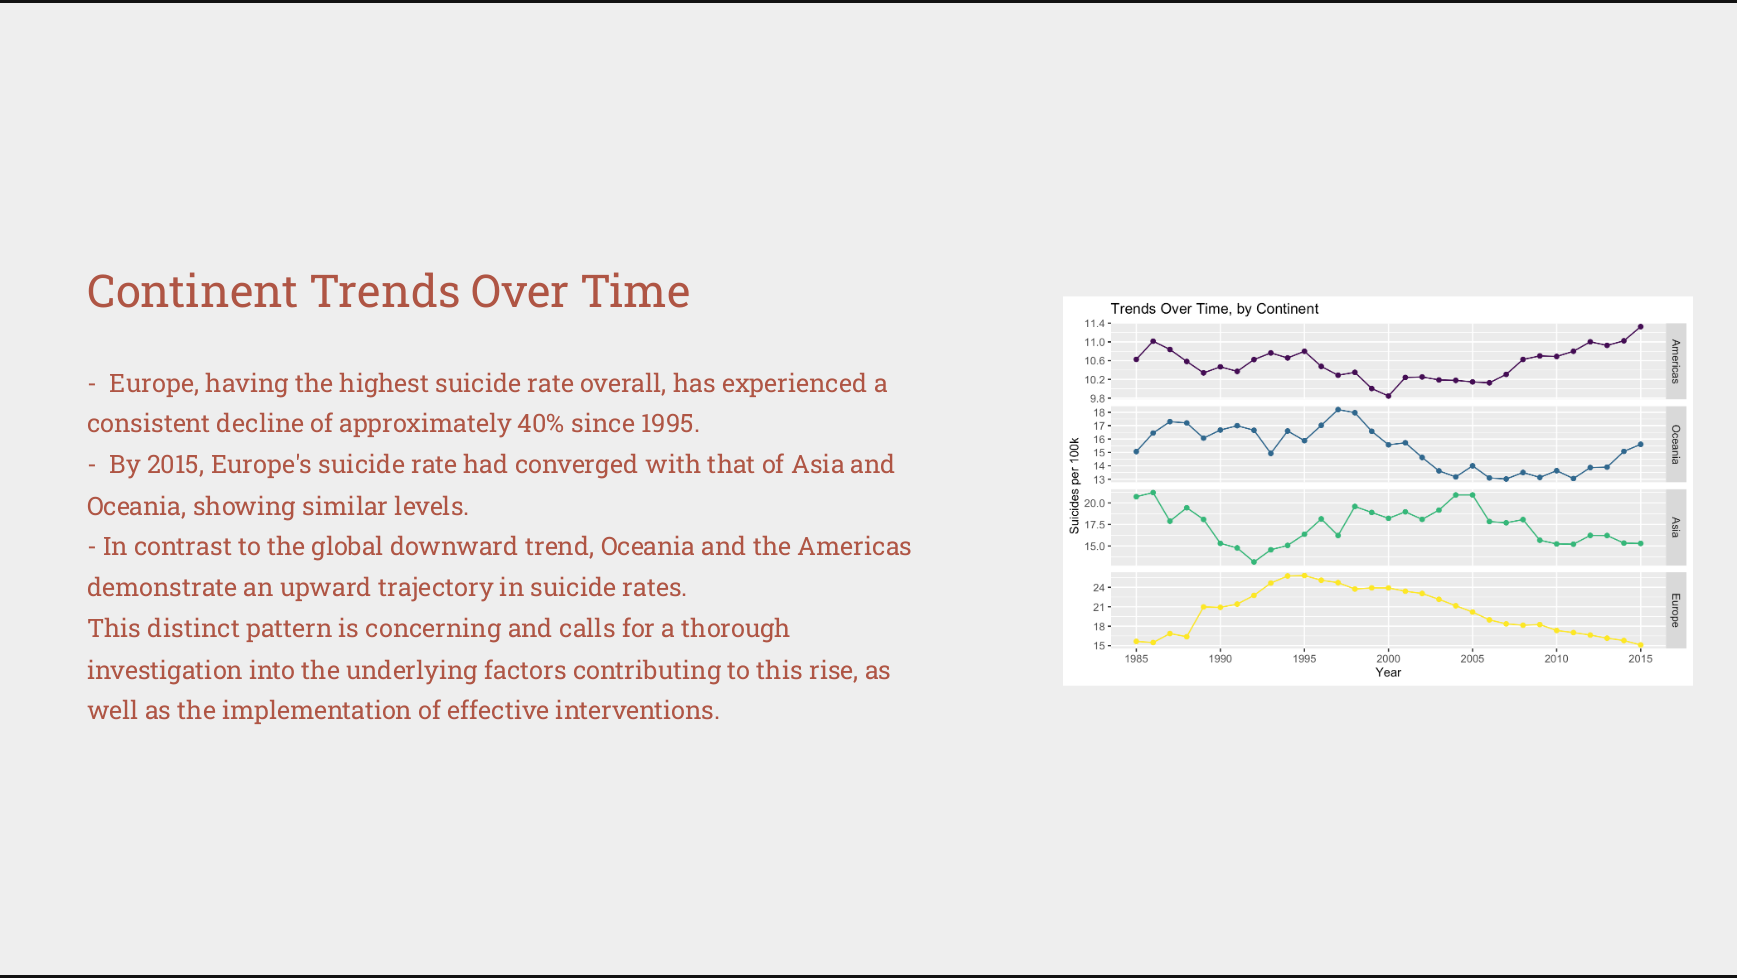 Continent Trends Over Time
-  Europe, having the highest suicide rate overall, has experienced a
consistent decline of approximately 40% since 1995.
-  By 2015, Europe's suicide rate had converged with that of Asia and
Oceania, showing similar levels.
- In contrast to the global downward trend, Oceania and the Americas
demonstrate an upward trajectory in suicide rates.
This distinct pattern is concerning and calls for a thorough
investigation into the underlying factors contributing to this rise, as
well as the implementation of effective interventions.
Trends Over Time, by Continent
Suicides per 100k
11.4
11.0
10.6
10.2
9.8
Americas
18
17
16
15
14
13
Oceania
20.0
17.5
15.0
Asia
24
21
18
15
Europe
1985 1990 1995 2000 2005 2010 2015
Year